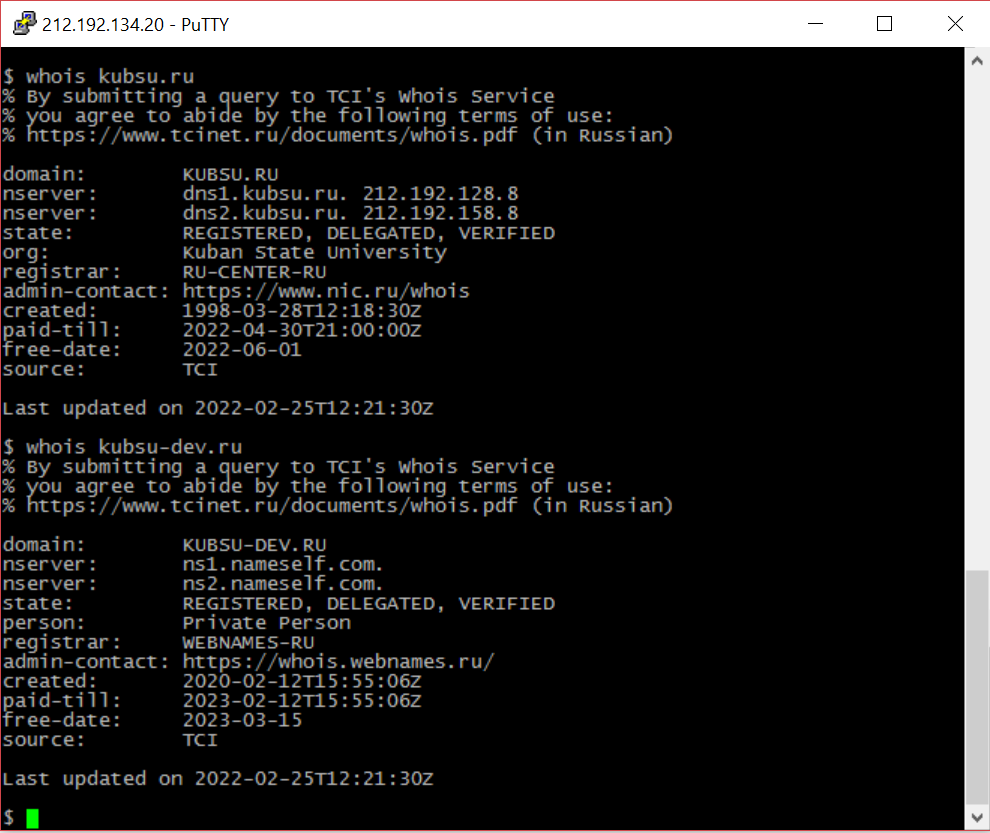 212.192.134.20 - PuTTY
$ whois kubsu.ru
% By submitting a query to TCI's Whois Service
% you agree to abide by the following terms of use:
% https://www.tcinet.ru/documents/whois.pdf (in Russian)
domain:        KUBSU.RU
nserver:       dns1.kubsu.ru. 212.192.128.8
nserver:       dns2.kubsu.ru. 212.192.158.8
state:         REGISTERED, DELEGATED, VERIFIED
org:           Kuban State University
registrar:     RU-CENTER-RU
admin-contact: https://www.nic.ru/whois
created:       1998-03-28T12:18:30Z
paid-till:     2022-04-30T21:00:00Z
free-date:     2022-06-01
source:        TCI
Last updated on 2022-02-25T12:21:30Z
$ whois kubsu-dev.ru
% By submitting a query to TCI's Whois Service
% you agree to abide by the following terms of use:
% https://www.tcinet.ru/documents/whois.pdf (in Russian)
domain:        KUBSU-DEV.RU
nserver:       ns1.nameself.com.
nserver:       ns2.nameself.com.
state:         REGISTERED, DELEGATED, VERIFIED
person:        Private Person
registrar:     WEBNAMES-RU
admin-contact: https://whois.webnames.ru/
created:       2020-02-12T15:55:06Z
paid-till:     2023-02-12T15:55:06Z
free-date:     2023-03-15
source:        TCI
Last updated on 2022-02-25T12:21:30Z
$